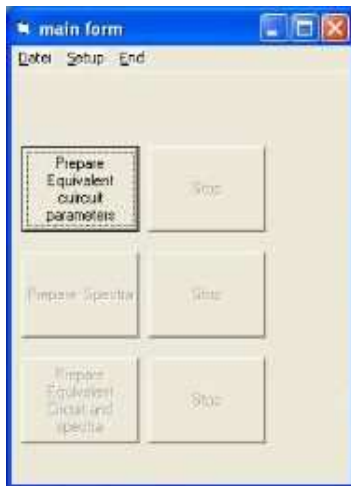 main form
Datei Setup End
Prepare
Equivalent
cuircuit
parameters
Stop
Prepare Spectra
Stop
Prepare
Equivalent
Circuit and
spectra
Stop